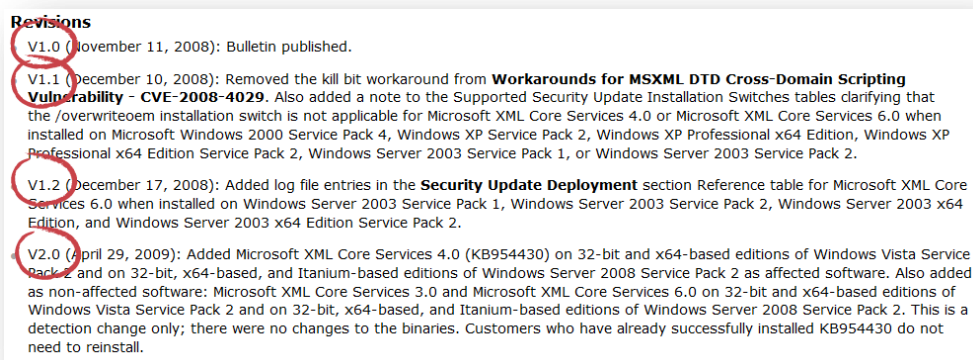 Revisions
V1.0 (November 11, 2008): Bulletin published.
V1.1 (December 10, 2008): Removed the kill bit workaround from Workarounds for MSXML DTD Cross-Domain Scripting
Vulnerability - CVE-2008-4029. Also added a note to the Supported Security Update Installation Switches tables clarifying that
the /overwriteoem installation switch is not applicable for Microsoft XML Core Services 4.0 or Microsoft XML Core Services 6.0 when
installed on Microsoft Windows 2000 Service Pack 4, Windows XP Service Pack 2, Windows XP Professional x64 Edition, Windows XP
Professional x64 Edition Service Pack 2, Windows Server 2003 Service Pack 1, or Windows Server 2003 Service Pack 2.
V1.2 (December 17, 2008): Added log file entries in the Security Update Deployment section Reference table for Microsoft XML Core
Services 6.0 when installed on Windows Server 2003 Service Pack 1, Windows Server 2003 Service Pack 2, Windows Server 2003 x64
Edition, and Windows Server 2003 x64 Edition Service Pack 2.
V2.0 (April 29, 2009): Added Microsoft XML Core Services 4.0 (KB954430) on 32-bit and x64-based editions of Windows Vista Service
Pack 2 and on 32-bit, x64-based, and Itanium-based editions of Windows Server 2008 Service Pack 2 as affected software. Also added
as non-affected software: Microsoft XML Core Services 3.0 and Microsoft XML Core Services 6.0 on 32-bit and x64-based editions of
Windows Vista Service Pack 2 and on 32-bit, x64-based, and Itanium-based editions of Windows Server 2008 Service Pack 2. This is a
detection change only; there were no changes to the binaries. Customers who have already successfully installed KB954430 do not
need to reinstall.